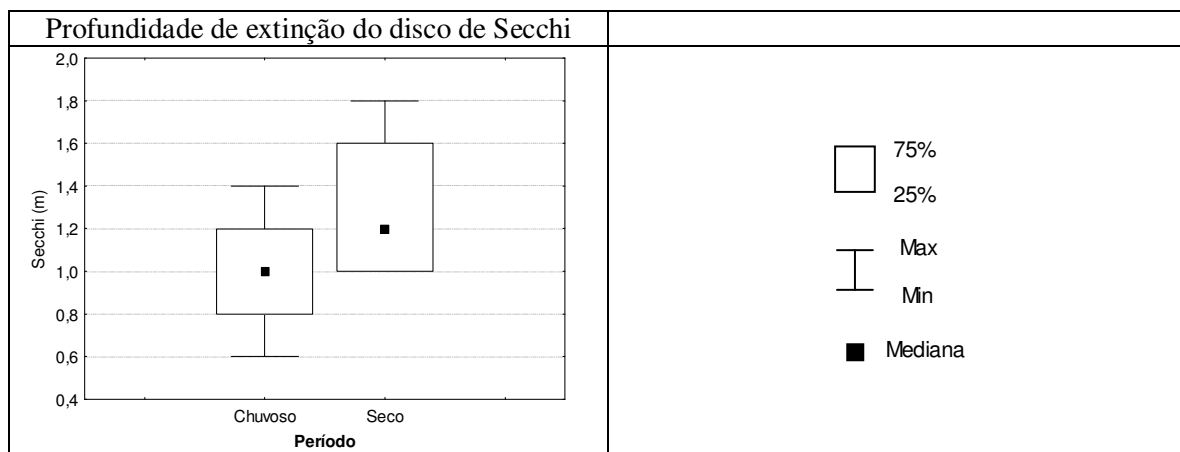 Profundidade de extinção do disco de Secchi
2,0
1,8
1,6
1,4
1,2
1,0
0,8
0,6
0,4
Secchi (m)
Chuvoso Seco
Período
75%
25%
Max
Min
Mediana